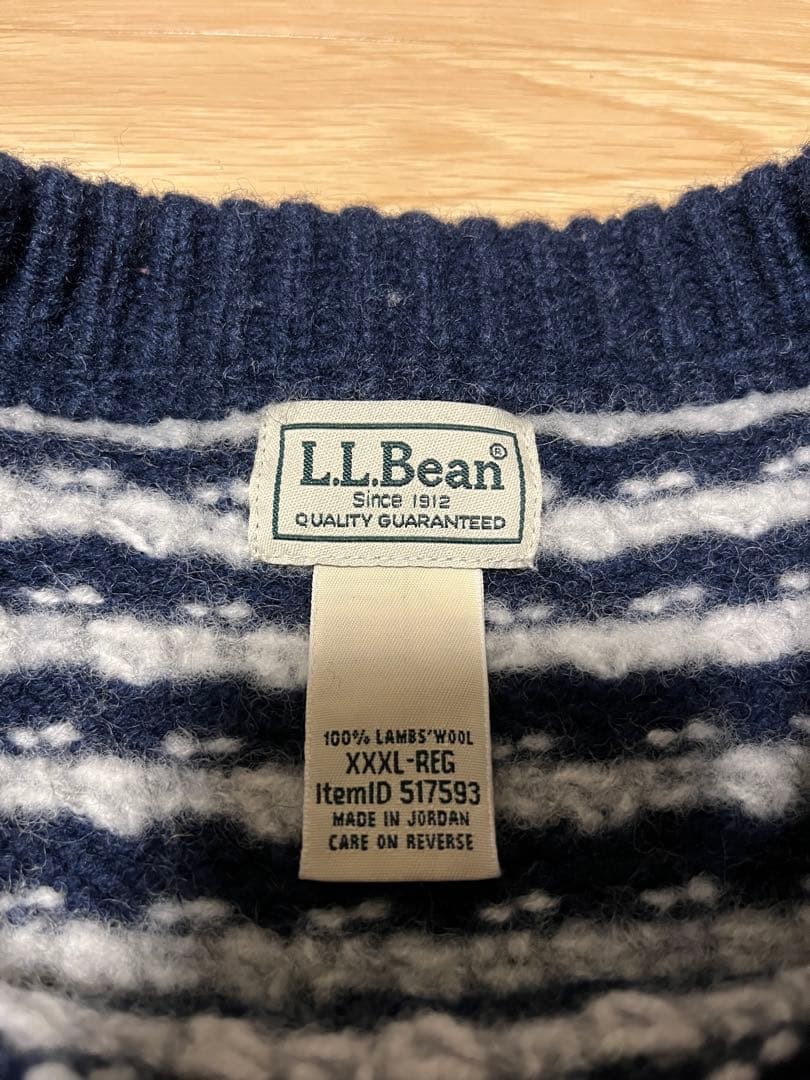 L.L.Bean®
Since 1912
QUALITY GUARANTEED
100% LAMBS' WOOL
XXXL-REG
ItemID 517593
MADE IN JORDAN
CARE ON REVERSE